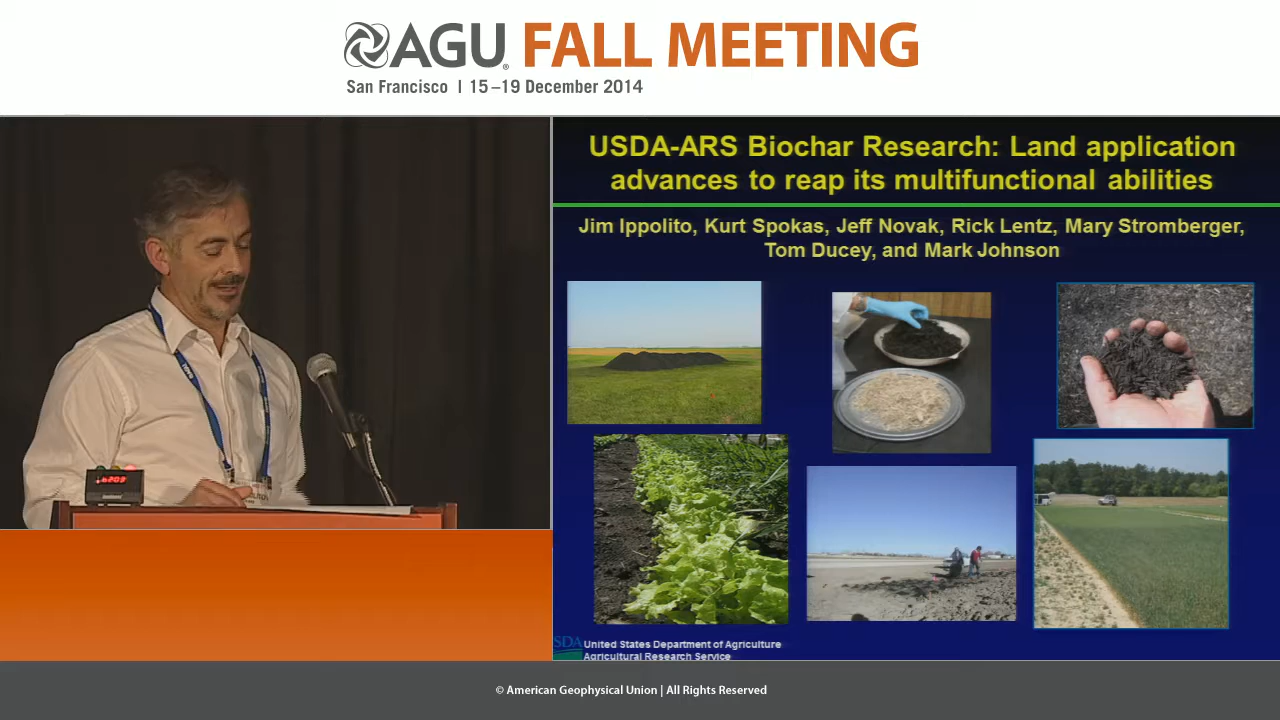 AGU® FALL MEETING
San Francisco | 15–19 December 2014
USDA-ARS Biochar Research: Land application
advances to reap its multifunctional abilities
Jim Ippolito, Kurt Spokas, Jeff Novak, Rick Lentz, Mary Stromberger,
Tom Ducey, and Mark Johnson
SDA
United States Department of Agriculture
Agricultural Research Service
© American Geophysical Union | All Rights Reserved